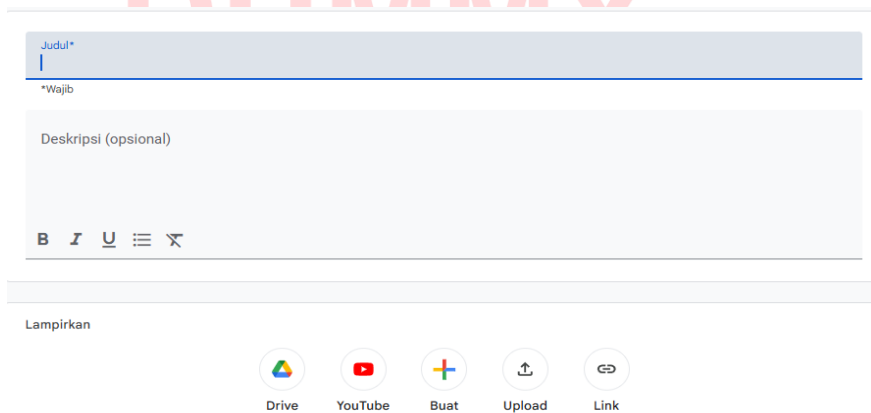 Judul*
*Wajib
Deskripsi (opsional)
B I U
Lampirkan
Drive YouTube Buat Upload Link